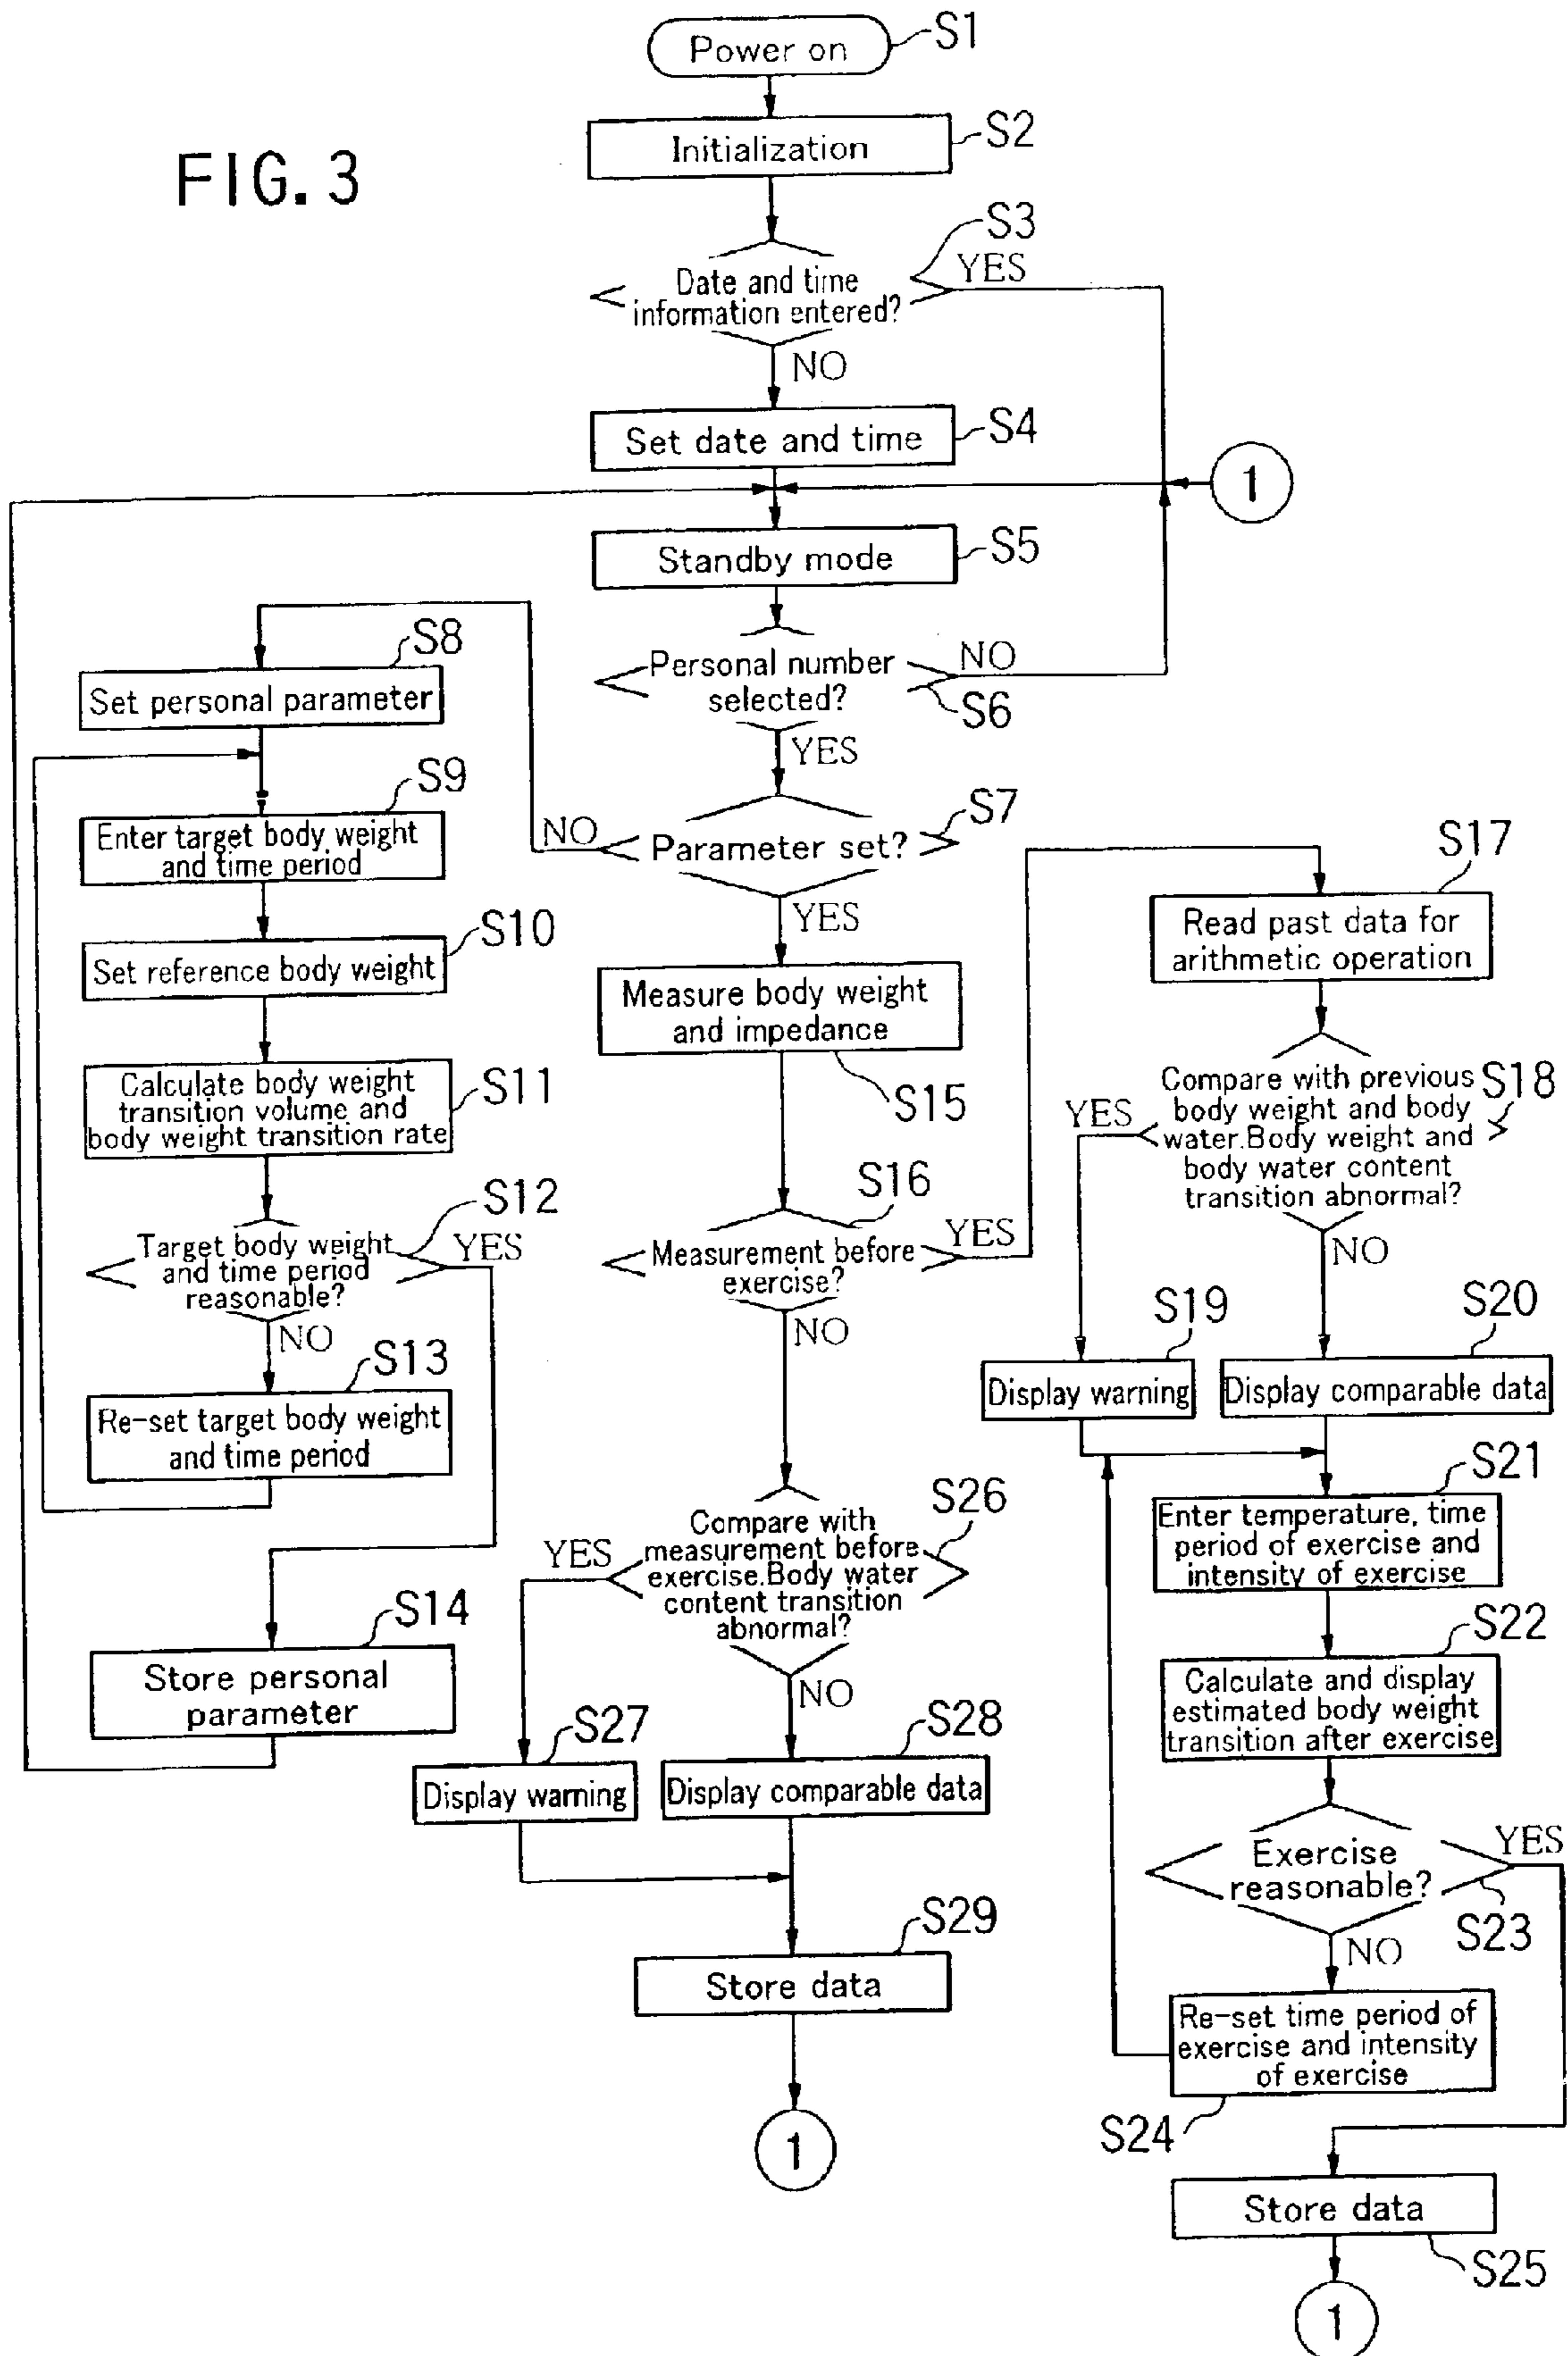 FIG. 3
Power on
S1
Initialization
S2
Date and time
information entered?
S3
YES
NO
Set date and time
S4
1
Standby mode
S5
Personal number
selected?
NO
S6
YES
Parameter set?
S7
NO
YES
S8
Set personal parameter
S9
Enter target body weight
and time period
S10
Set reference body weight
Calculate body weight
transition volume and
body weight transition rate
S11
S12
Target body weight
and time period
reasonable?
YES
NO
S13
Re-set target body weight
and time period
S14
Store personal
parameter
Measure body weight
and impedance
S15
S16
Measurement before
exercise?
YES
NO
S17
Read past data for
arithmetic operation
Compare with previous
body weight and body
water.Body weight and
body water content
transition abnormal?
S18
YES
NO
S19
Display warning
S20
Display comparable data
S21
Enter temperature, time
period of exercise and
intensity of exercise
S22
Calculate and display
estimated body weight
transition after exercise
Exercise
reasonable?
YES
S23
NO
Re-set time period of
exercise and intensity
of exercise
S24
Store data
S25
1
Compare with
measurement before
exercise.Body water
content transition
abnormal?
S26
YES
NO
S27
Display warning
S28
Display comparable data
S29
Store data
1